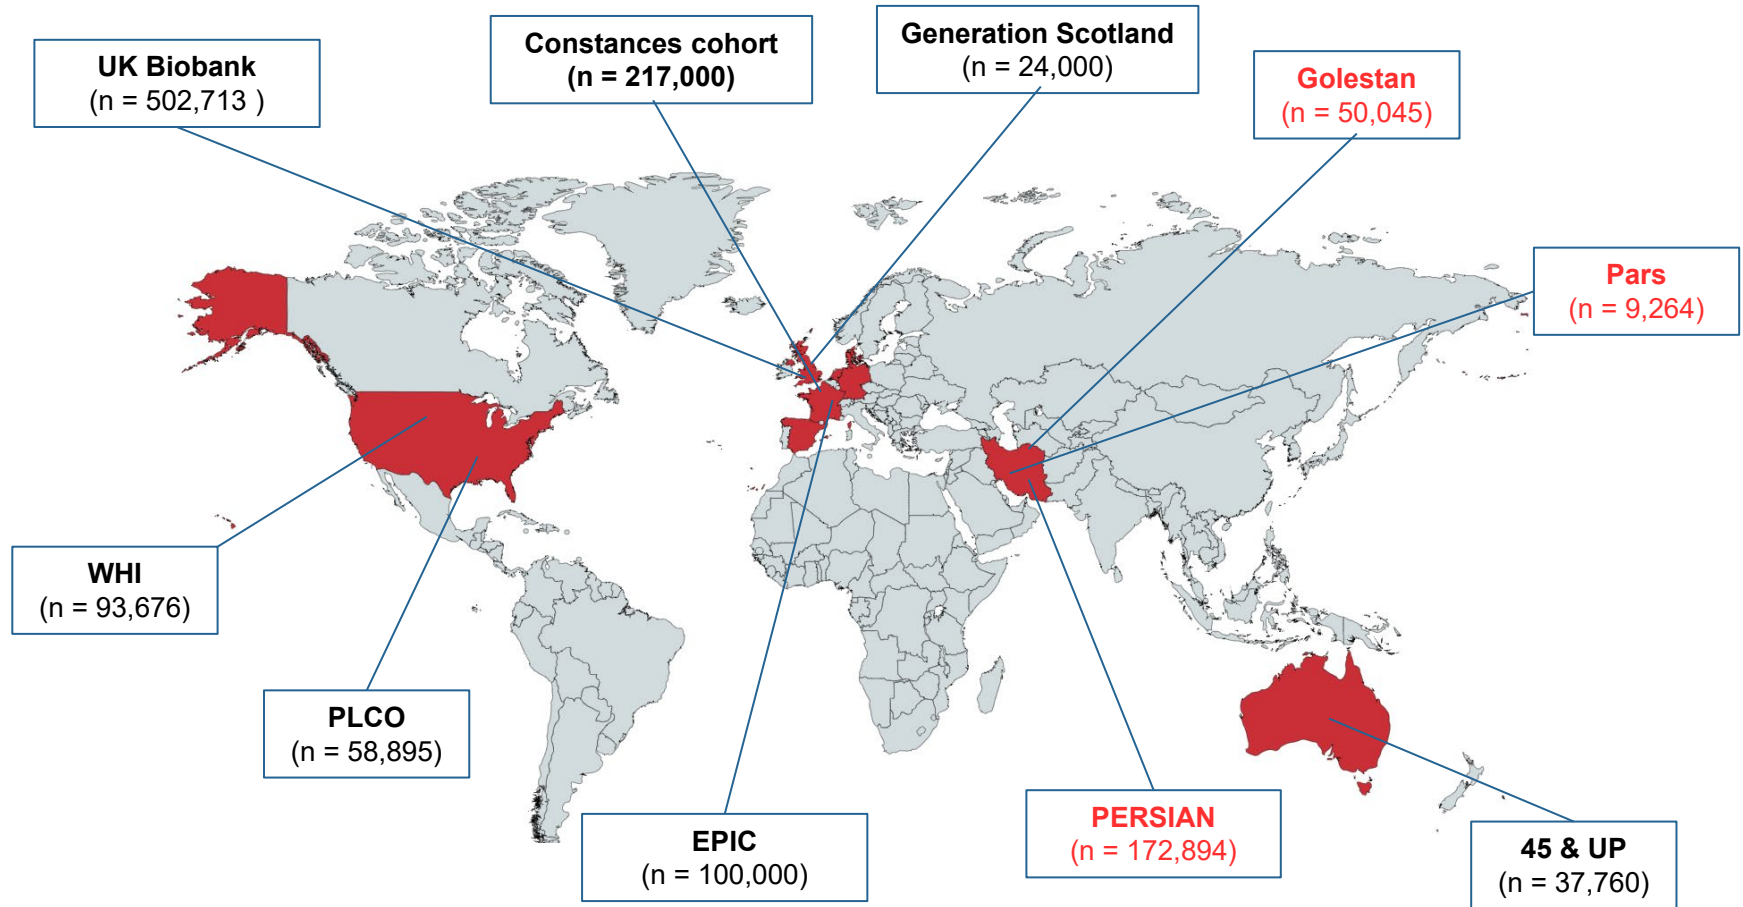 UK Biobank
(n = 502,713 )
Constances cohort
(n = 217,000)
Generation Scotland
(n = 24,000)
Golestan
(n = 50,045)
Pars
(n = 9,264)
WHI
(n = 93,676)
PLCO
(n = 58,895)
EPIC
(n = 100,000)
PERSIAN
(n = 172,894)
45 & UP
(n = 37,760)